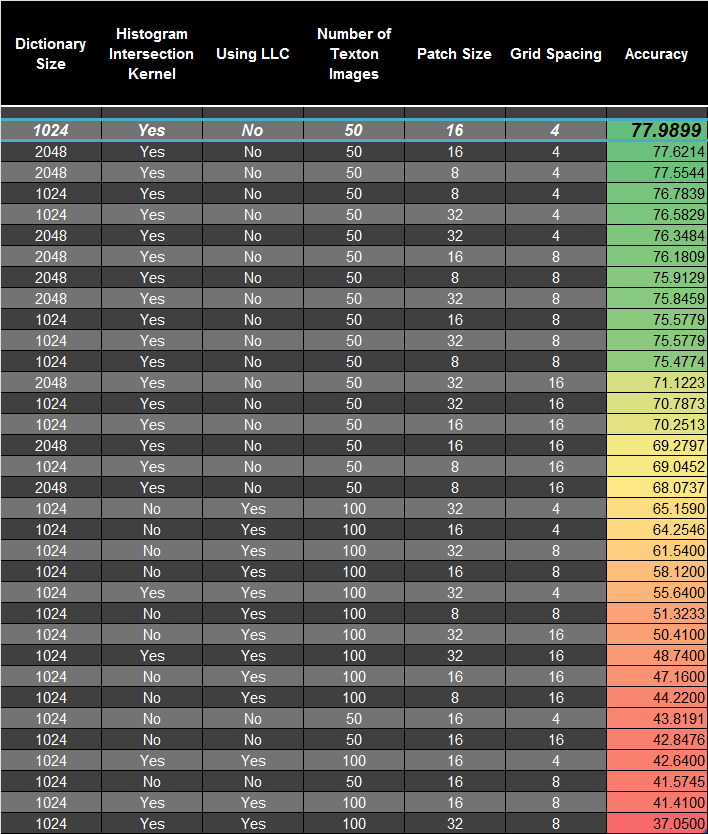 Dictionary Size Histogram Intersection Kernel Using LLC Number of Texton Images Patch Size Grid Spacing Accuracy
1024 Yes No 50 16 4 77.9899
2048 Yes No 50 16 4 77.6214
2048 Yes No 50 8 4 77.5544
1024 Yes No 50 8 4 76.7839
1024 Yes No 50 32 4 76.5829
2048 Yes No 50 32 4 76.3484
2048 Yes No 50 16 8 76.1809
2048 Yes No 50 8 8 75.9129
2048 Yes No 50 32 8 75.8459
1024 Yes No 50 16 8 75.5779
1024 Yes No 50 32 8 75.5779
1024 Yes No 50 8 8 75.4774
2048 Yes No 50 32 16 71.1223
1024 Yes No 50 32 16 70.7873
1024 Yes No 50 16 16 70.2513
2048 Yes No 50 16 16 69.2797
1024 Yes No 50 8 16 69.0452
2048 Yes No 50 8 16 68.0737
1024 No Yes 100 32 4 65.1590
1024 No Yes 100 16 4 64.2546
1024 No Yes 100 32 8 61.5400
1024 No Yes 100 16 8 58.1200
1024 Yes Yes 100 32 4 55.6400
1024 No Yes 100 8 8 51.3233
1024 No Yes 100 32 16 50.4100
1024 Yes Yes 100 32 16 48.7400
1024 No Yes 100 16 16 47.1600
1024 No Yes 100 8 16 44.2200
1024 No No 50 16 4 43.8191
1024 No No 50 16 16 42.8476
1024 Yes Yes 100 16 4 42.6400
1024 No No 50 16 8 41.5745
1024 Yes Yes 100 16 8 41.4100
1024 Yes Yes 100 32 8 37.0500